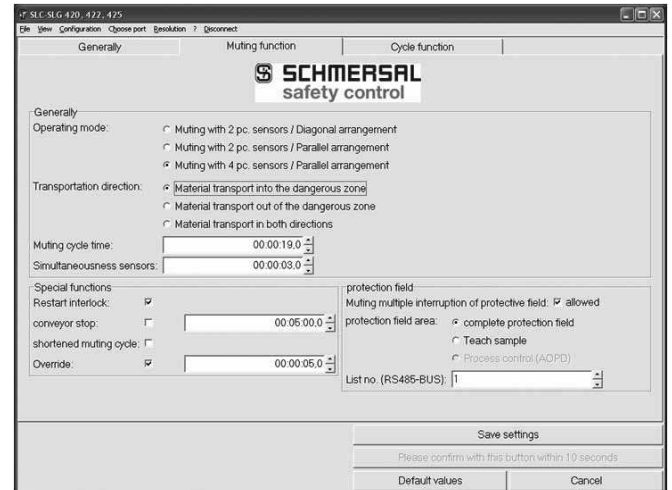 SLC-SLG 420, 422, 425
File View Configuration Choose port Resolution ? Disconnect
Generally Muting function Cycle function
SCHMERSAL
safety control
Generally
Operating mode: Muting with 2 pc. sensors / Diagonal arrangement
Muting with 2 pc. sensors / Parallel arrangement
Muting with 4 pc. sensors / Parallel arrangement
Transportation direction: Material transport into the dangerous zone
Material transport out of the dangerous zone
Material transport in both directions
Muting cycle time: 00:00:19,0
Simultaneousness sensors: 00:00:03,0
Special functions
Restart interlock:
conveyor stop: 00:05:00,0
shortened muting cycle:
Override: 00:00:05,0
protection field
Muting multiple interruption of protective field: allowed
protection field area: complete protection field
Teach sample
Process control (AOPD)
List no. (RS485-BUS): 1
Save settings
Please confirm with this button within 10 seconds
Default values Cancel